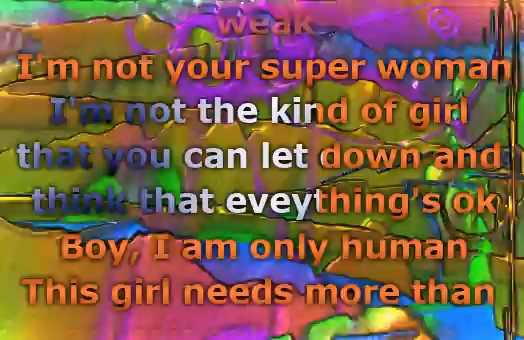 weak
I'm not your super woman
I'm not the kind of girl
that you can let down and
think that eveything's ok
Boy, I am only human
This girl needs more than